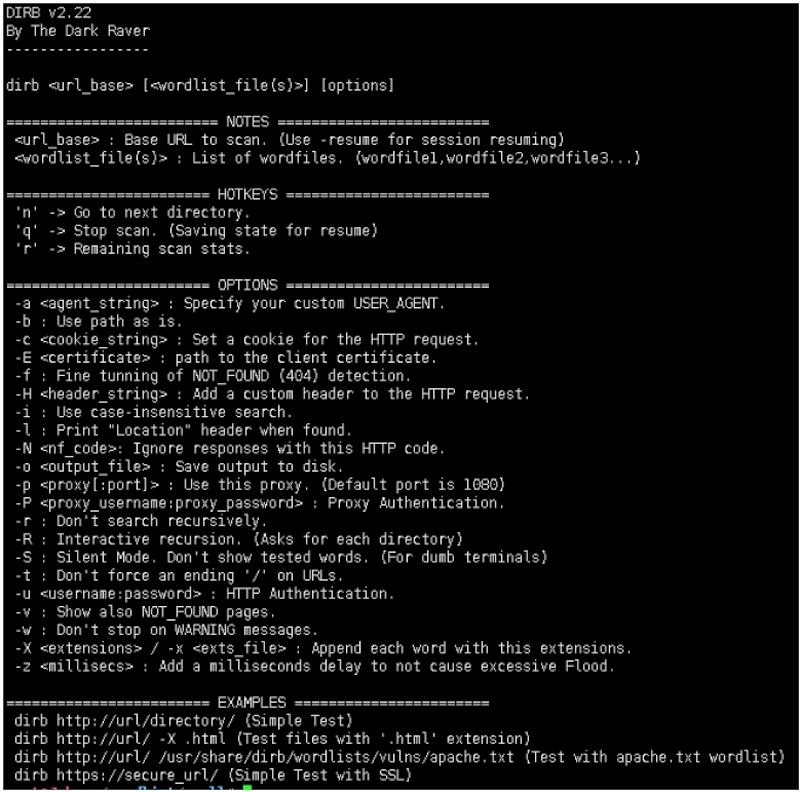 DIRB v2.22
By The Dark Raver
-----------------
dirb <url_base> [<wordlist_file(s)>] [options]
========================= NOTES =========================
<url_base> : Base URL to scan. (Use -resume for session resuming)
<wordlist_file(s)> : List of wordfiles. (wordfile1,wordfile2,wordfile3...)
======================== HOTKEYS ========================
'n' -> Go to next directory.
'q' -> Stop scan. (Saving state for resume)
'r' -> Remaining scan stats.
======================== OPTIONS ========================
-a <agent_string> : Specify your custom USER_AGENT.
-b : Use path as is.
-c <cookie_string> : Set a cookie for the HTTP request.
-E <certificate> : path to the client certificate.
-f : Fine tunning of NOT_FOUND (404) detection.
-H <header_string> : Add a custom header to the HTTP request.
-i : Use case-insensitive search.
-l : Print "Location" header when found.
-N <nf_code>: Ignore responses with this HTTP code.
-o <output_file> : Save output to disk.
-p <proxy[:port]> : Use this proxy. (Default port is 1080)
-P <proxy_username:proxy_password> : Proxy Authentication.
-r : Don't search recursively.
-R : Interactive recursion. (Asks for each directory)
-S : Silent Mode. Don't show tested words. (For dumb terminals)
-t : Don't force an ending '/' on URLs.
-u <username:password> : HTTP Authentication.
-v : Show also NOT_FOUND pages.
-w : Don't stop on WARNING messages.
-X <extensions> / -x <exts_file> : Append each word with this extensions.
-z <millisecs> : Add a milliseconds delay to not cause excessive Flood.
======================== EXAMPLES =======================
dirb http://url/directory/ (Simple Test)
dirb http://url/ -X .html (Test files with '.html' extension)
dirb http://url/ /usr/share/dirb/wordlists/vulns/apache.txt (Test with apache.txt wordlist)
dirb https://secure_url/ (Simple Test with SSL)